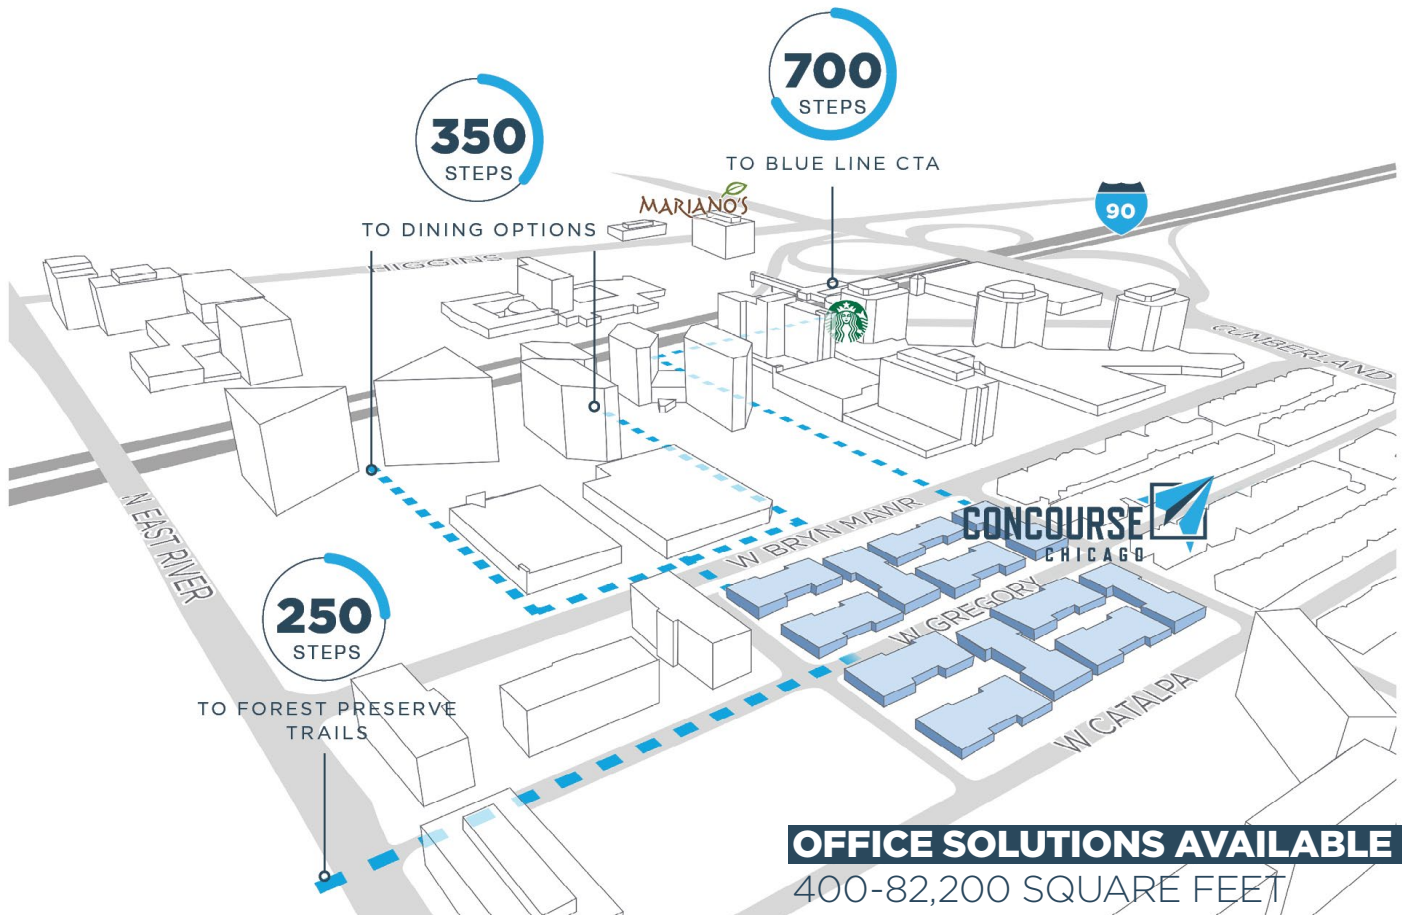 700
STEPS
TO BLUE LINE CTA
350
STEPS
TO DINING OPTIONS
MARIANO'S
90
HIGGINS
CUMBERLAND
N EAST RIVER
W BRYN MAWR
CONCOURSE
CHICAGO
W GREGORY
W CATALPA
250
STEPS
TO FOREST PRESERVE
TRAILS
OFFICE SOLUTIONS AVAILABLE
400-82,200 SQUARE FEET